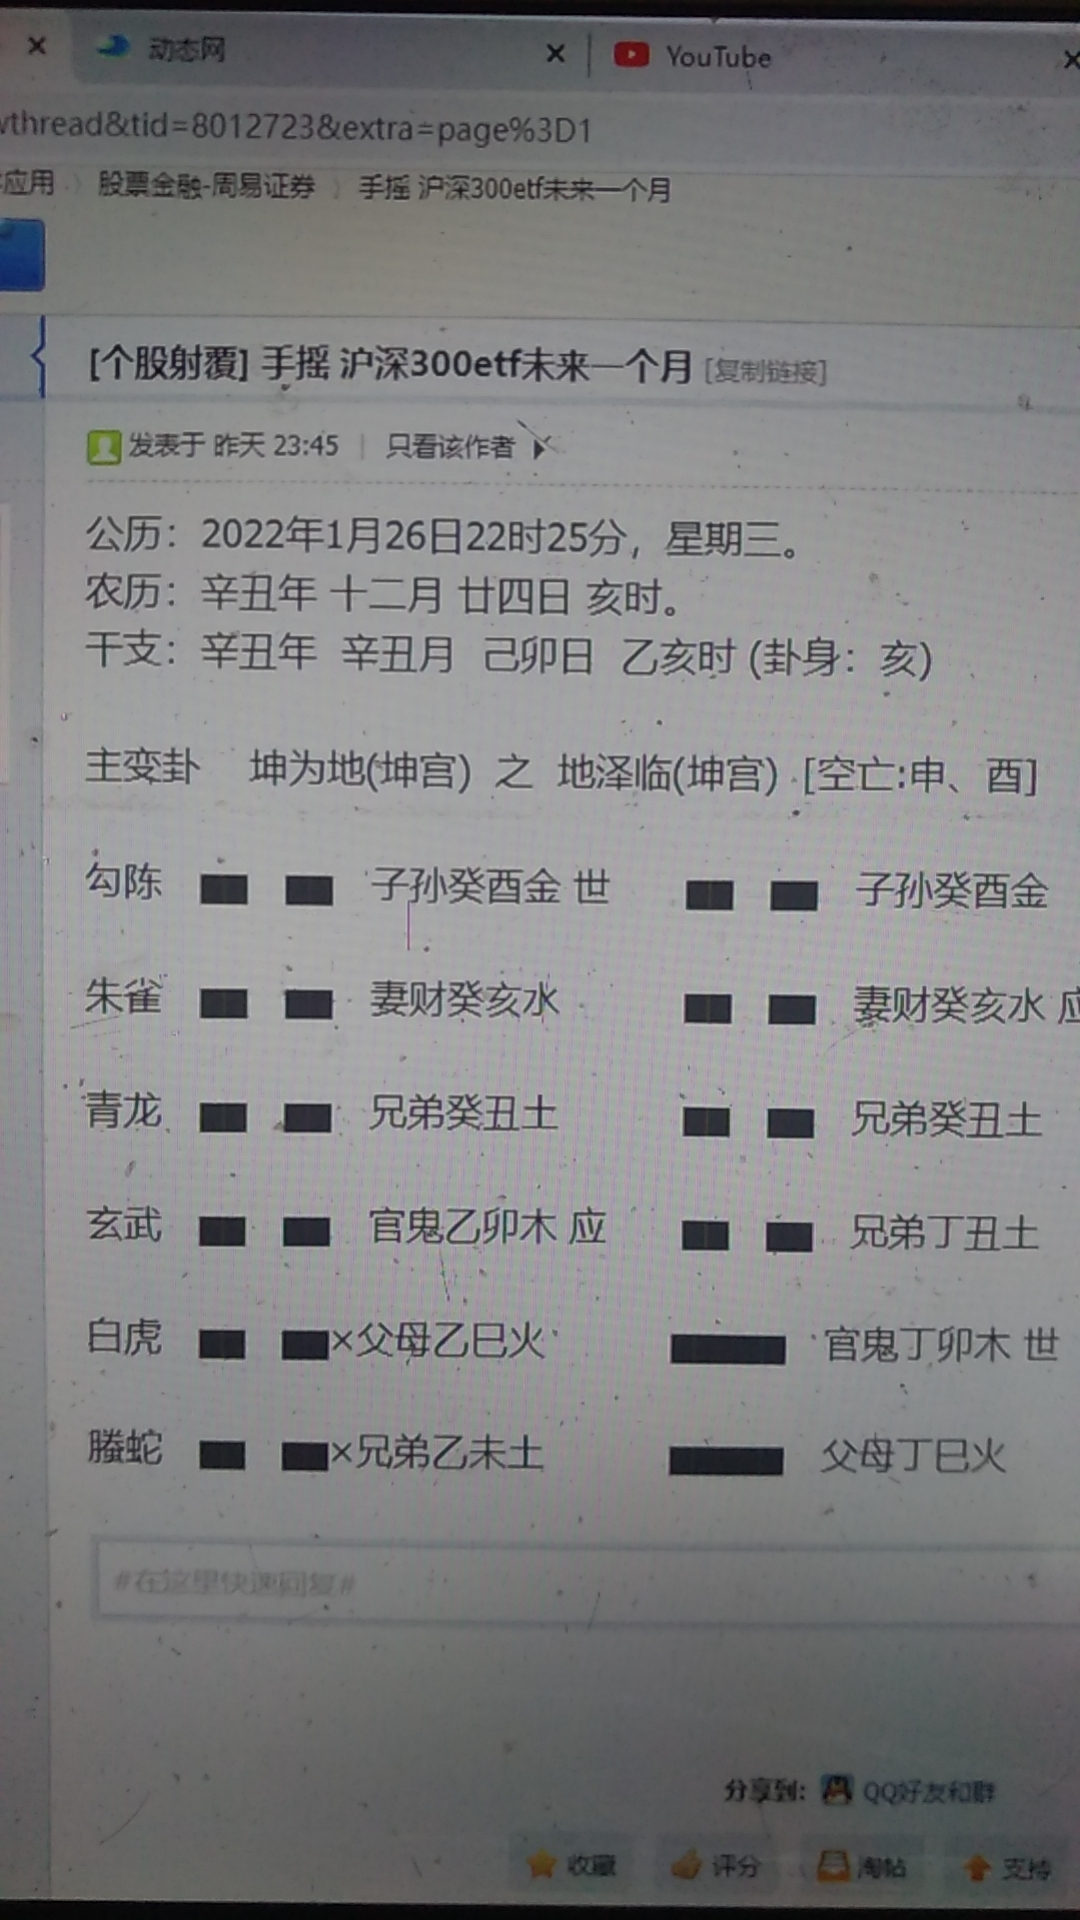 动态网 YouTube
wthread&tid=8012723&extra=page%3D1
应用 〉 股票金融-周易证券 〉 手摇 沪深300etf未来一个月
[个股射覆] 手摇 沪深300etf未来一个月 [复制链接]
发表于 昨天 23:45 | 只看该作者
公历：2022年1月26日22时25分，星期三。
农历：辛丑年 十二月 廿四日 亥时。
干支：辛丑年 辛丑月 己卯日 乙亥时 (卦身：亥)
主变卦 坤为地(坤宫) 之 地泽临(坤宫) [空亡:申、酉]
勾陈 子孙癸酉金 世 子孙癸酉金
朱雀 妻财癸亥水 妻财癸亥水 应
青龙 兄弟癸丑土 兄弟癸丑土
玄武 官鬼乙卯木 应 兄弟丁丑土
白虎 ×父母乙巳火 官鬼丁卯木 世
螣蛇 ×兄弟乙未土 父母丁巳火
#在这里快速回复#
分享到: QQ好友和群
收藏 评分 淘帖 支持